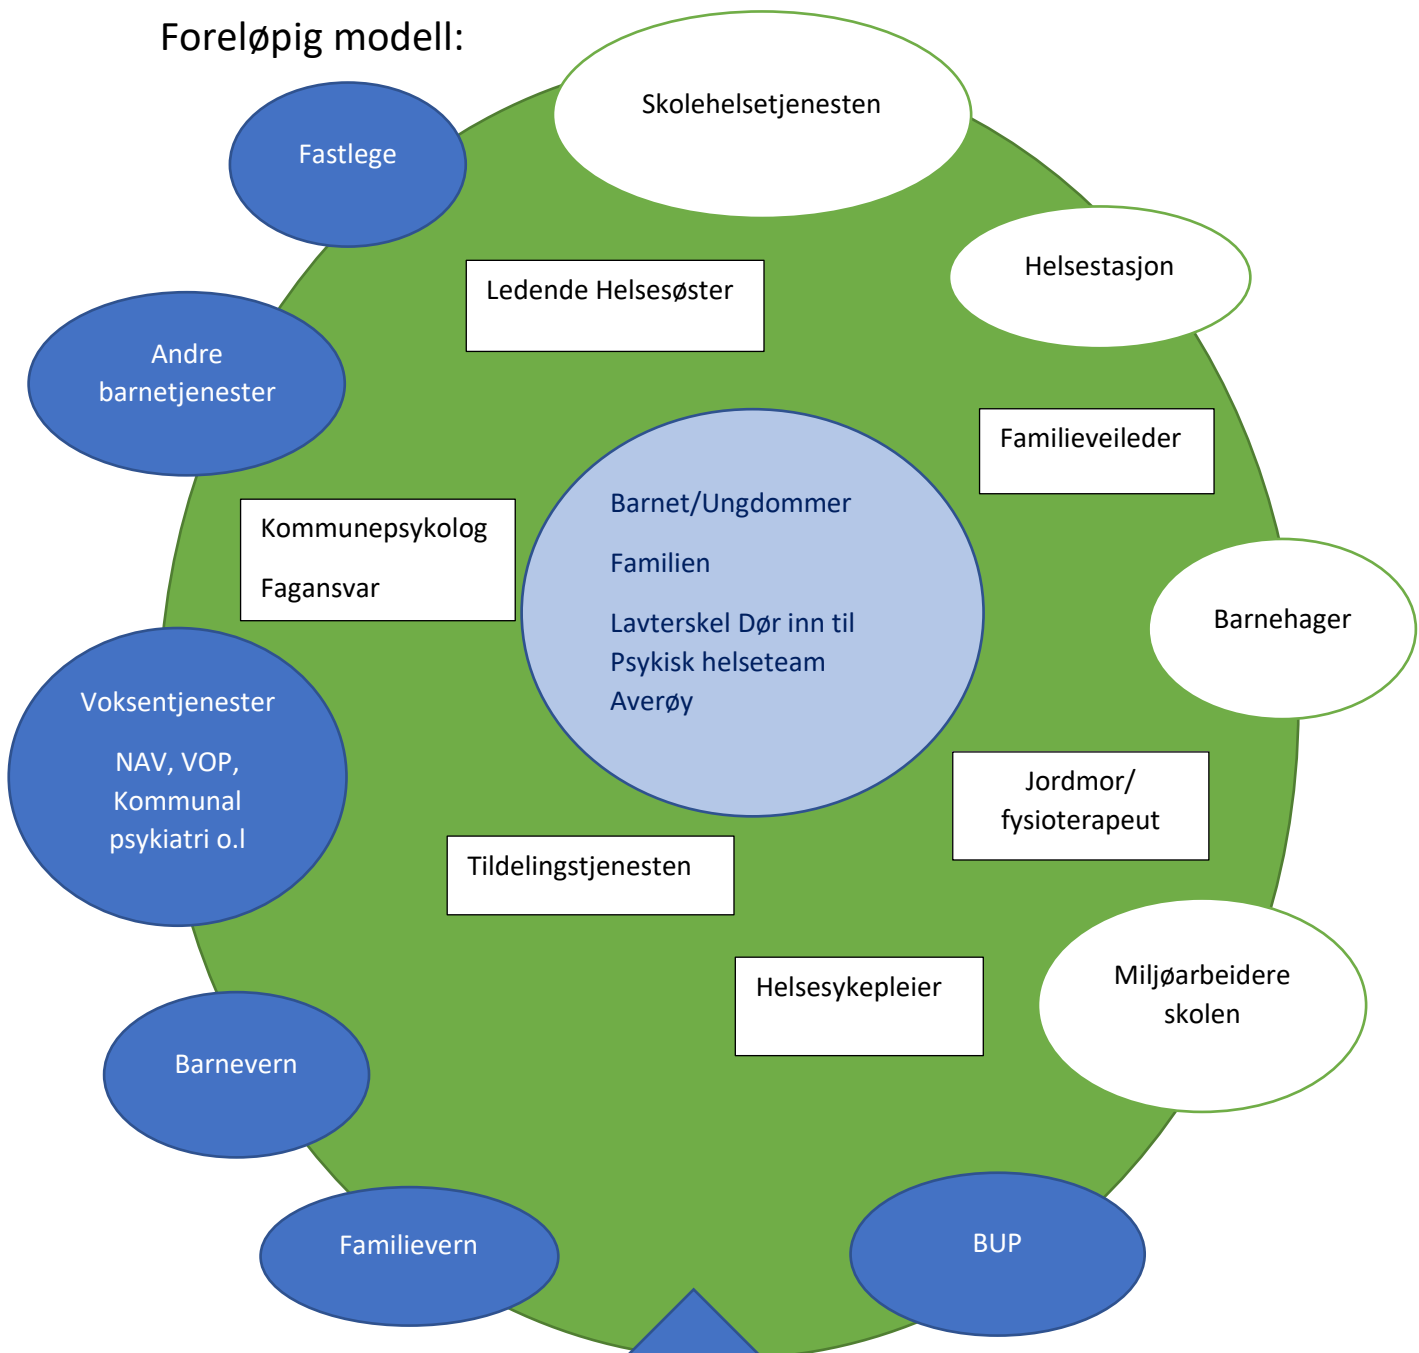 Foreløpig modell:
Skolehelsetjenesten
Fastlege
Helsestasjon
Ledende Helsesøster
Andre
barnetjenester
Familieveileder
Barnet/Ungdommer
Familien
Lavterskel Dør inn til
Psykisk helseteam
Averøy
Kommunepsykolog
Fagansvar
Barnehager
Voksentjenester
NAV, VOP,
Kommunal
psykiatri o.l
Jordmor/
fysioterapeut
Tildelingstjenesten
Helsesykepleier
Miljøarbeidere
skolen
Barnevern
Familievern
BUP